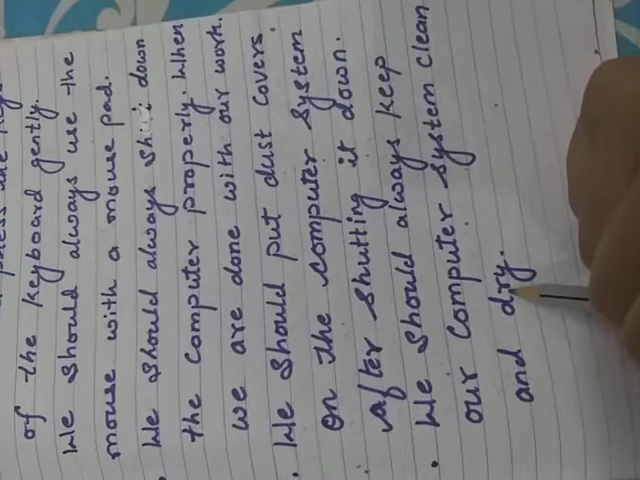 of the keyboard gently.
We should always use the
mouse with a mouse pad.
. We should always down
the computer properly. When
we are done with our work.
. We should put dust covers.
on the computer system
after shutting it down.
. We should always keep
our computer system clean
and dry.